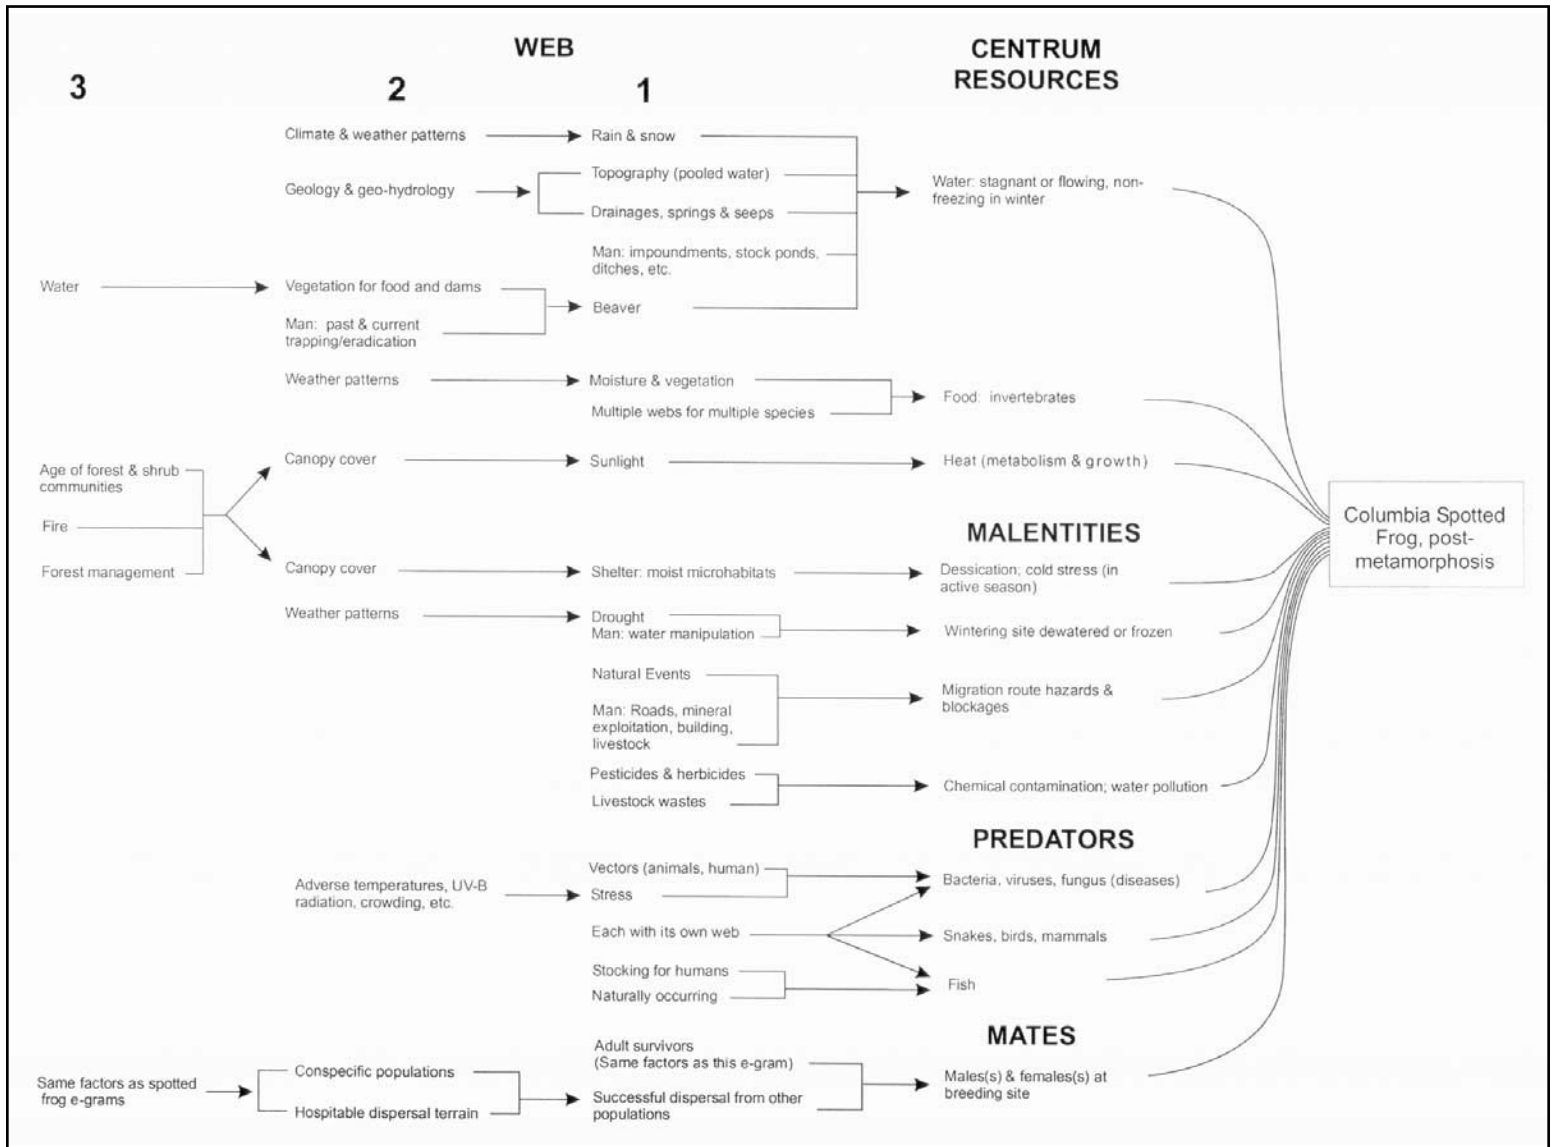 WEB
3
2
1
CENTRUM
RESOURCES
Climate & weather patterns
Rain & snow
Geology & geo-hydrology
Topography (pooled water)
Drainages, springs & seeps
Water: stagnant or flowing, non-
freezing in winter
Man: impoundments, stock ponds,
ditches, etc.
Water
Vegetation for food and dams
Beaver
Man: past & current
trapping/eradication
Weather patterns
Moisture & vegetation
Multiple webs for multiple species
Food: invertebrates
Age of forest & shrub
communities
Fire
Forest management
Canopy cover
Sunlight
Heat (metabolism & growth)
MALENTITIES
Columbia Spotted
Frog, post-
metamorphosis
Canopy cover
Shelter: moist microhabitats
Dessication; cold stress (in
active season)
Weather patterns
Drought
Man: water manipulation
Wintering site dewatered or frozen
Natural Events
Man: Roads, mineral
exploitation, building,
livestock
Migration route hazards &
blockages
Pesticides & herbicides
Livestock wastes
Chemical contamination; water pollution
PREDATORS
Adverse temperatures, UV-B
radiation, crowding, etc.
Vectors (animals, human)
Stress
Bacteria, viruses, fungus (diseases)
Each with its own web
Snakes, birds, mammals
Stocking for humans
Naturally occurring
Fish
MATES
Same factors as spotted
frog e-grams
Conspecific populations
Hospitable dispersal terrain
Adult survivors
(Same factors as this e-gram)
Successful dispersal from other
populations
Males(s) & females(s) at
breeding site